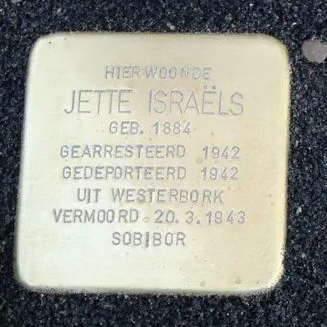 HIER WOONDE
JETTE ISRAËLS
GEB. 1884
GEARRESTEERD 1942
GEDEPORTEERD 1942
UIT WESTERBORK
VERMOORD 20.3.1943
SOBIBOR